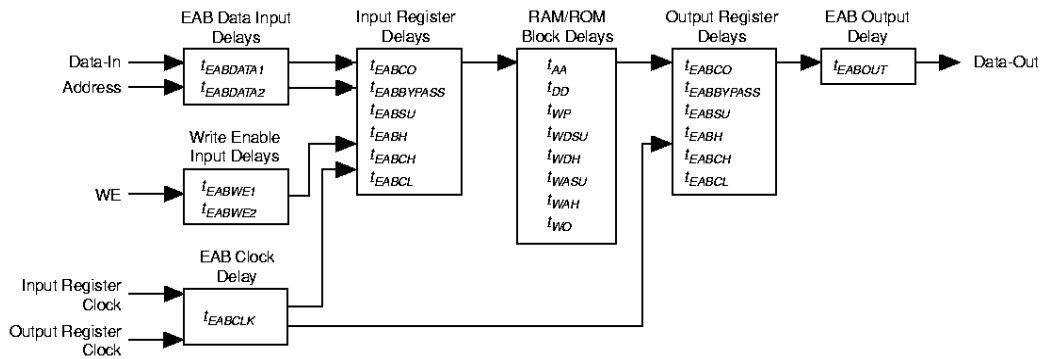 EAB Data Input
Delays
Input Register
Delays
RAM/ROM
Block Delays
Output Register
Delays
EAB Output
Delay
Data-In
Address
tEABDATA1
tEABDATA2
tEABCO
tEABBYPASS
tEABSU
tEABH
tEABCH
tEABCL
tAA
tDD
tWP
tWDSU
tWDH
tWASU
tWAH
tWO
tEABCO
tEABBYPASS
tEABSU
tEABH
tEABCH
tEABCL
tEABOUT
Data-Out
Write Enable
Input Delays
WE
tEABWE1
tEABWE2
EAB Clock
Delay
Input Register
Clock
Output Register
Clock
tEABCLK